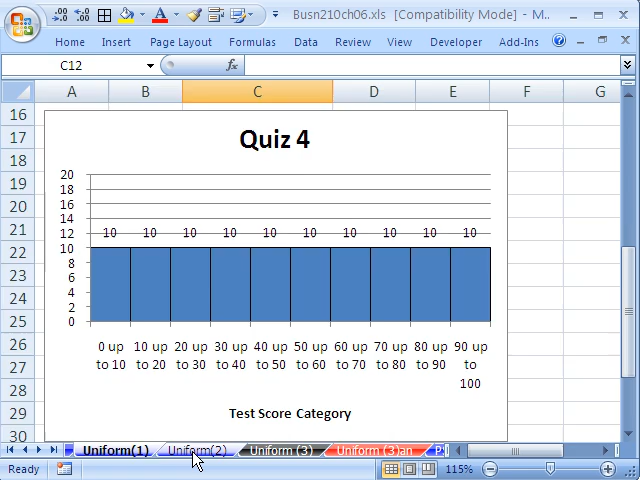 Busn210ch06.xls [Compatibility Mode] - M...
Home Insert Page Layout Formulas Data Review View Developer Add-Ins
C12 fx
A B C D E F G
16
17
18
19
20
21
22
23
24
25
26
27
28
29
30
Quiz 4
20
18
16
14
12
10
8
6
4
2
0
10 10 10 10 10 10 10 10 10 10
0 up to 10
10 up to 20
20 up to 30
30 up to 40
40 up to 50
50 up to 60
60 up to 70
70 up to 80
80 up to 90
90 up to 100
Test Score Category
Uniform(1) Uniform(2) Uniform (3) Uniform (3)an
Ready 115%